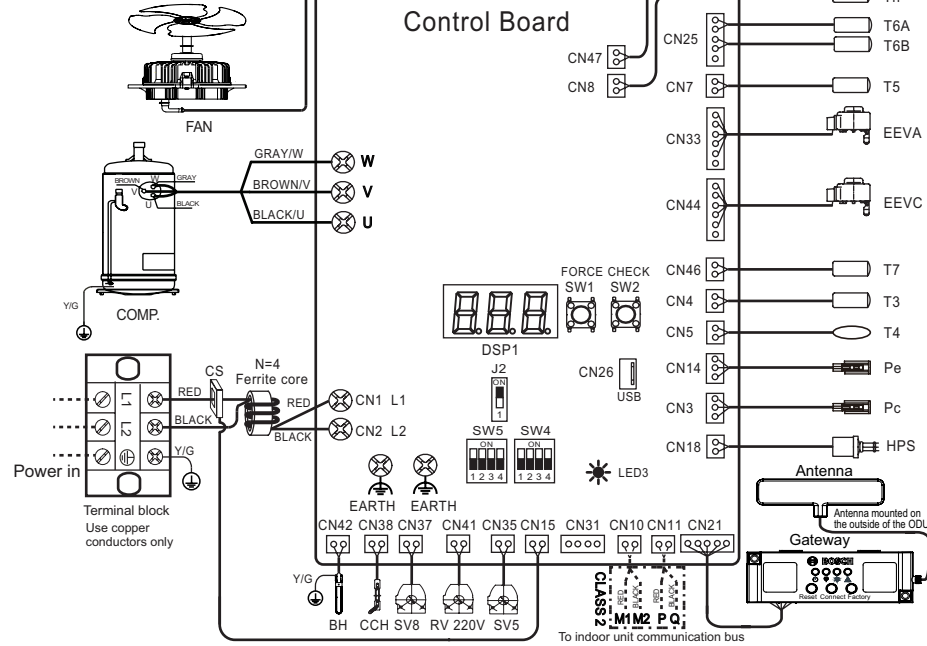 Control Board
FAN
CN47
CN8
CN25
T6A
T6B
CN7
T5
CN33
EEVA
CN44
EEVC
GRAY/W
W
BROWN/V
V
BLACK/U
U
BROWN
W
GRAY
V
U
BLACK
Y/G
COMP.
CN46
T7
CN4
T3
CN5
T4
CN14
Pe
CN3
Pc
CN18
HPS
FORCE CHECK
SW1 SW2
DSP1
J2
ON
1
CN26
USB
SW5 SW4
ON ON
1 2 3 4 1 2 3 4
LED3
CS
N=4
Ferrite core
RED
RED
BLACK
BLACK
L1
L2
Y/G
CN1 L1
CN2 L2
Power in
Terminal block
Use copper
conductors only
EARTH EARTH
CN42 CN38 CN37 CN41 CN35 CN15 CN31 CN10 CN11 CN21
Y/G
BH CCH SV8 RV 220V SV5
CLASS 2
RED BLACK RED BLACK
M1 M2 P Q
To indoor unit communication bus
Antenna
Antenna mounted on
the outside of the ODU
Gateway
BOSCH
Reset Connect Factory